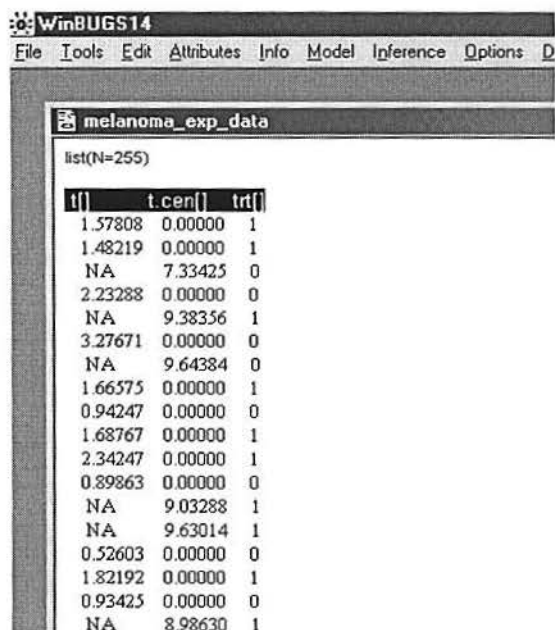 WinBUGS14
File Tools Edit Attributes Info Model Inference Options D
melanoma_exp_data
list(N=255)
t[] t.cen[] trt[]
1.57808 0.00000 1
1.48219 0.00000 1
NA 7.33425 0
2.23288 0.00000 0
NA 9.38356 1
3.27671 0.00000 0
NA 9.64384 0
1.66575 0.00000 1
0.94247 0.00000 0
1.68767 0.00000 1
2.34247 0.00000 1
0.89863 0.00000 0
NA 9.03288 1
NA 9.63014 1
0.52603 0.00000 0
1.82192 0.00000 1
0.93425 0.00000 0
NA 8.98630 1